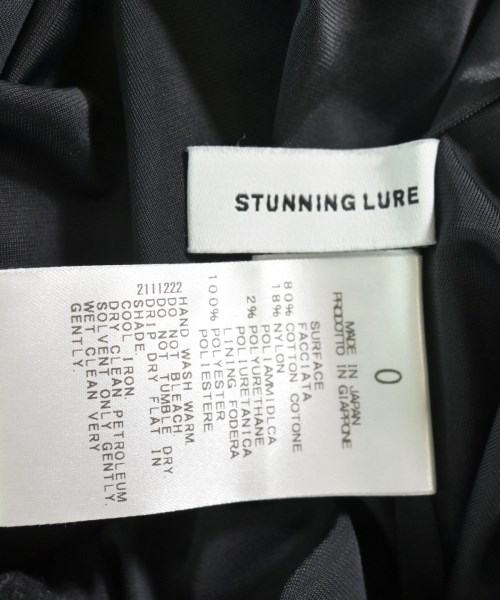 STUNNING LURE
0
MADE IN JAPAN
PRODOTTO IN GIAPPONE
SURFACE
FACCIATA
80% COTTON COTONE
18% NYLON
PLIAMMIDLCA
2% POLYURETHANE
POLIURETANICA
LINING FODERA
100% POLYESTER
POLIESTERE
HAND WASH WARM.
DO NOT BLEACH
DO NOT TUMBLE DRY.
DRIP DRY FLAT IN
SHADE.
COOL IRON
DRY CLEAN PETROLEUM
SOLVENT ONLY GENTLY.
WET CLEAN VERY
GENTLY.
2111222